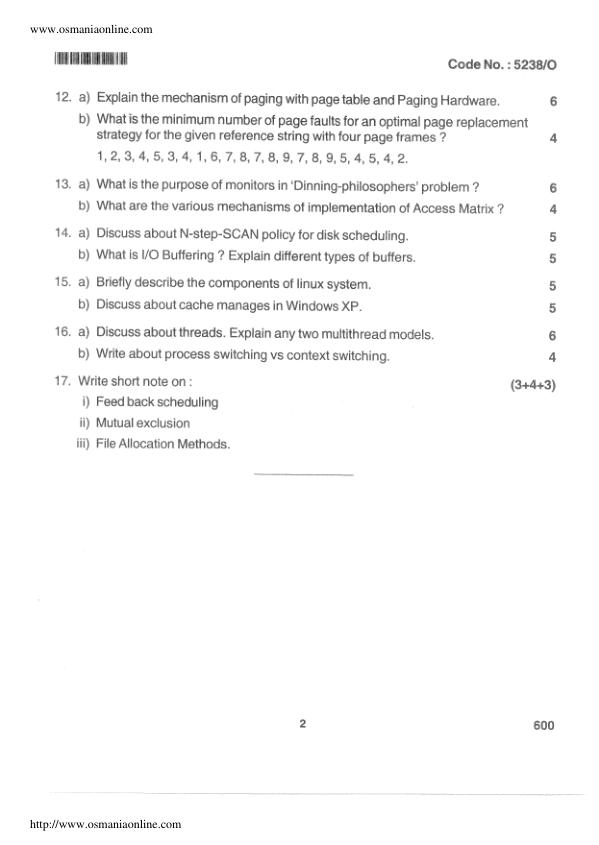 www.osmaniaonline.com
Code No. : 5238/O
12. a) Explain the mechanism of paging with page table and Paging Hardware. 6
b) What is the minimum number of page faults for an optimal page replacement
strategy for the given reference string with four page frames ? 4
1, 2, 3, 4, 5, 3, 4, 1, 6, 7, 8, 7, 8, 9, 7, 8, 9, 5, 4, 5, 4, 2.
13. a) What is the purpose of monitors in ‘Dinning-philosophers’ problem ? 6
b) What are the various mechanisms of implementation of Access Matrix ? 4
14. a) Discuss about N-step-SCAN policy for disk scheduling. 5
b) What is I/O Buffering ? Explain different types of buffers. 5
15. a) Briefly describe the components of linux system. 5
b) Discuss about cache manages in Windows XP. 5
16. a) Discuss about threads. Explain any two multithread models. 6
b) Write about process switching vs context switching. 4
17. Write short note on : (3+4+3)
i) Feed back scheduling
ii) Mutual exclusion
iii) File Allocation Methods.
2 600
http://www.osmaniaonline.com